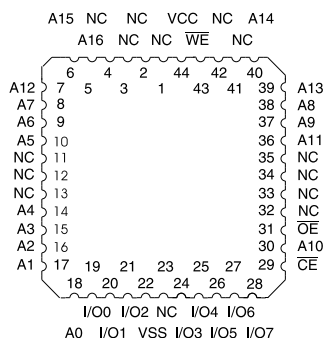 A15 NC NC VCC NC A14
A16 NC NC W̅E̅ NC
6 4 2 44 42 40
5 3 1 43 41
A12 7 39 A13
A7 8 38 A8
A6 9 37 A9
A5 10 36 A11
NC 11 35 NC
NC 12 34 NC
NC 13 33 NC
A4 14 32 NC
A3 15 31 O̅E̅
A2 16 30 A10
A1 17 29 C̅E̅
19 21 23 25 27
18 20 22 24 26 28
I/O0 I/O2 NC I/O4 I/O6
A0 I/O1 VSS I/O3 I/O5 I/O7